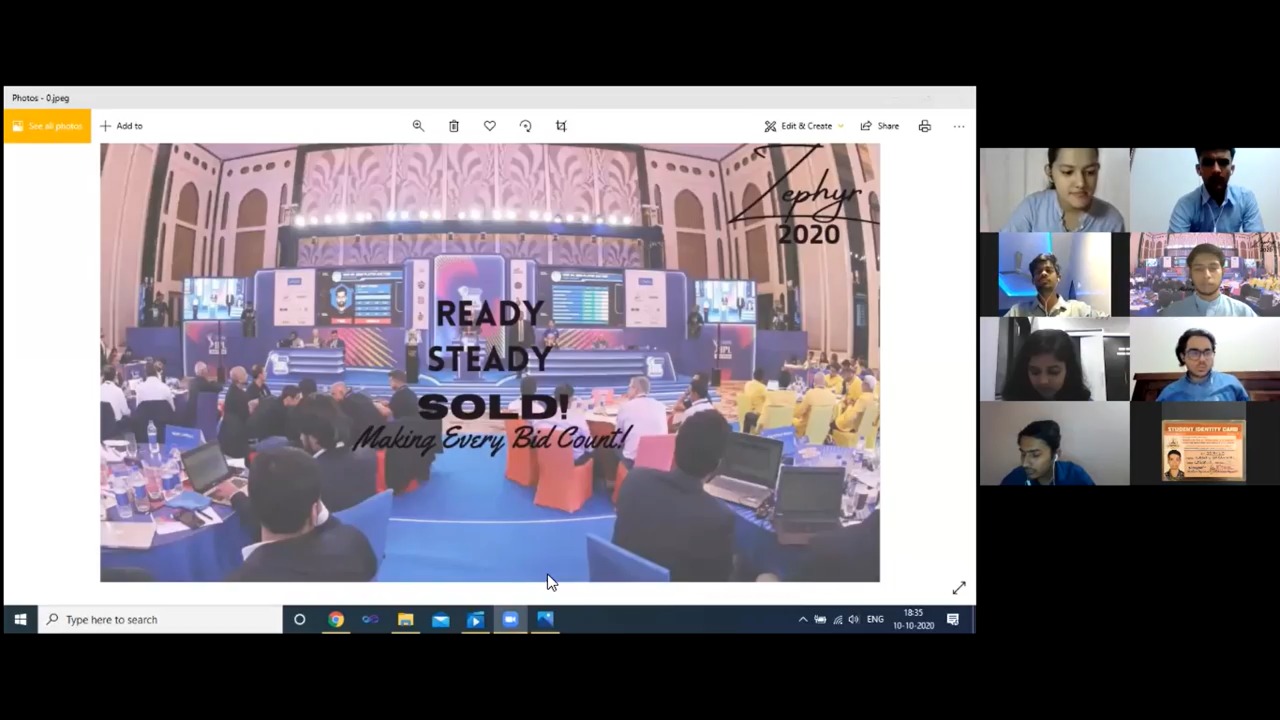 Photos - 0.jpeg
See all photos
Add to
Edit & Create
Share
Zephyr
2020
READY
STEADY
SOLD!
Making Every Bid Count!
STUDENT IDENTITY CARD
Type here to search
ENG
18:35
10-10-2020